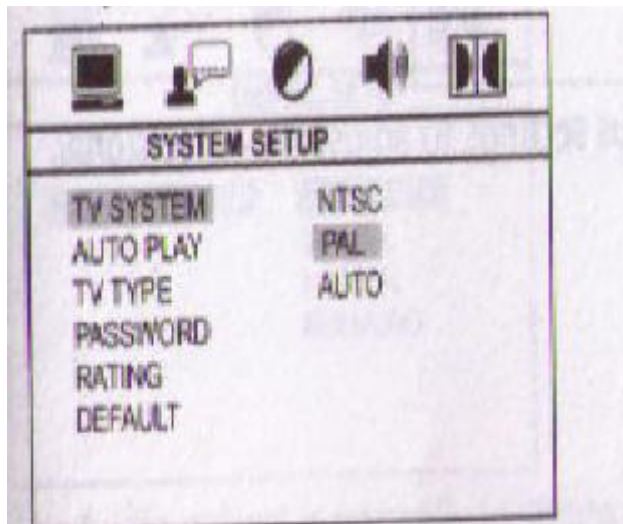 SYSTEM SETUP
TV SYSTEM NTSC
AUTO PLAY PAL
TV TYPE AUTO
PASSWORD
RATING
DEFAULT